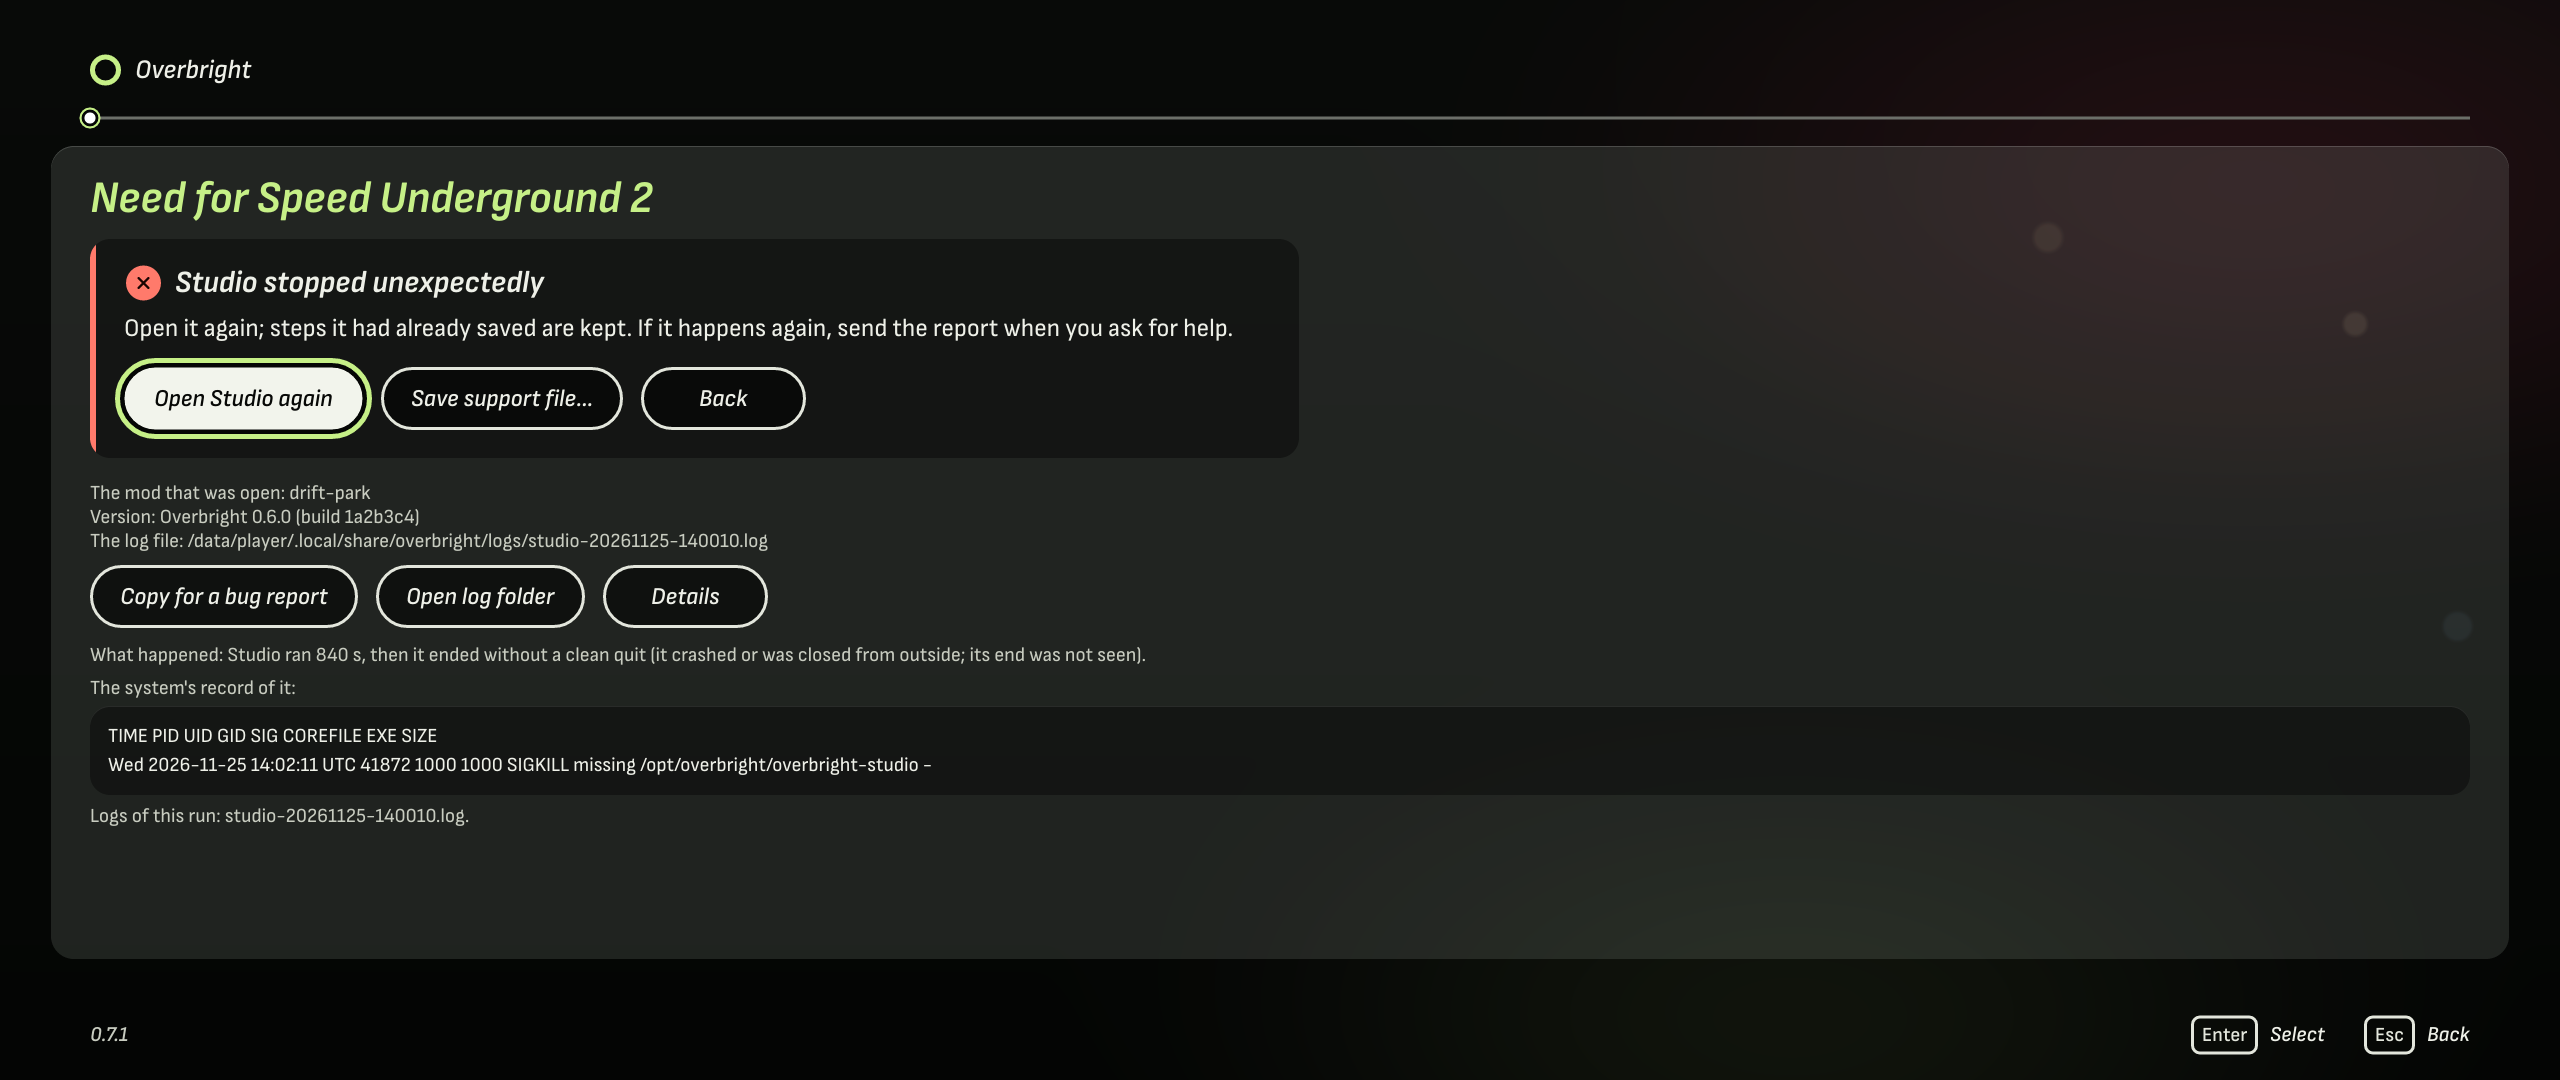 Overbright
Need for Speed Underground 2
Studio stopped unexpectedly
Open it again; steps it had already saved are kept. If it happens again, send the report when you ask for help.
Open Studio again
Save support file...
Back
The mod that was open: drift-park
Version: Overbright 0.6.0 (build 1a2b3c4)
The log file: /data/player/.local/share/overbright/logs/studio-20261125-140010.log
Copy for a bug report
Open log folder
Details
What happened: Studio ran 840 s, then it ended without a clean quit (it crashed or was closed from outside; its end was not seen).
The system's record of it:
TIME PID UID GID SIG COREFILE EXE SIZE
Wed 2026-11-25 14:02:11 UTC 41872 1000 1000 SIGKILL missing /opt/overbright/overbright-studio -
Logs of this run: studio-20261125-140010.log.
0.7.1
Enter Select
Esc Back